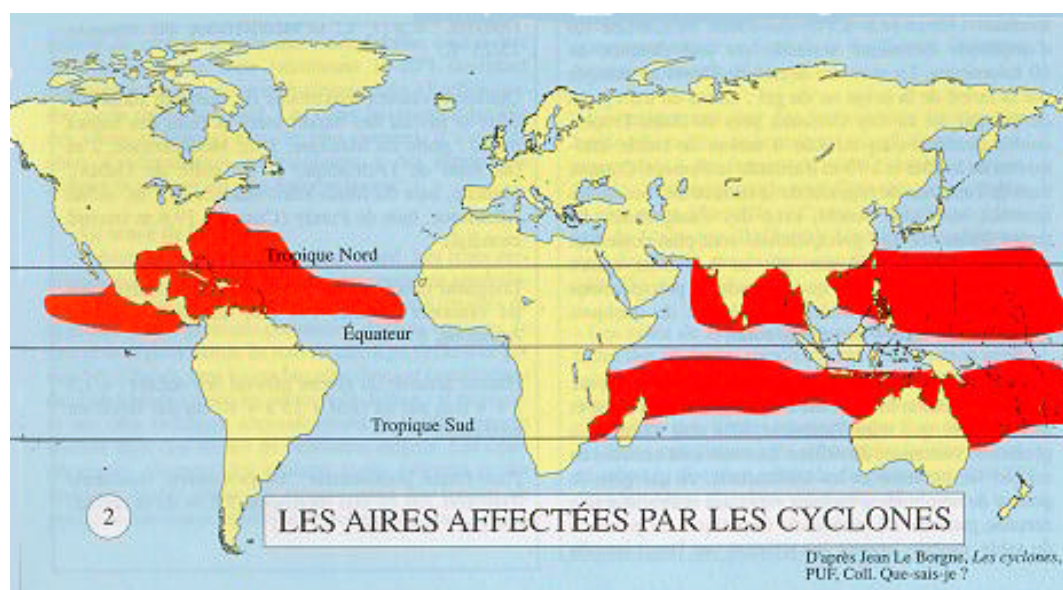 Tropique Nord
Équateur
Tropique Sud
2
LES AIRES AFFECTÉES PAR LES CYCLONES
D'après Jean Le Borgne, Les cyclones,
PUF, Coll. Que-sais-je ?